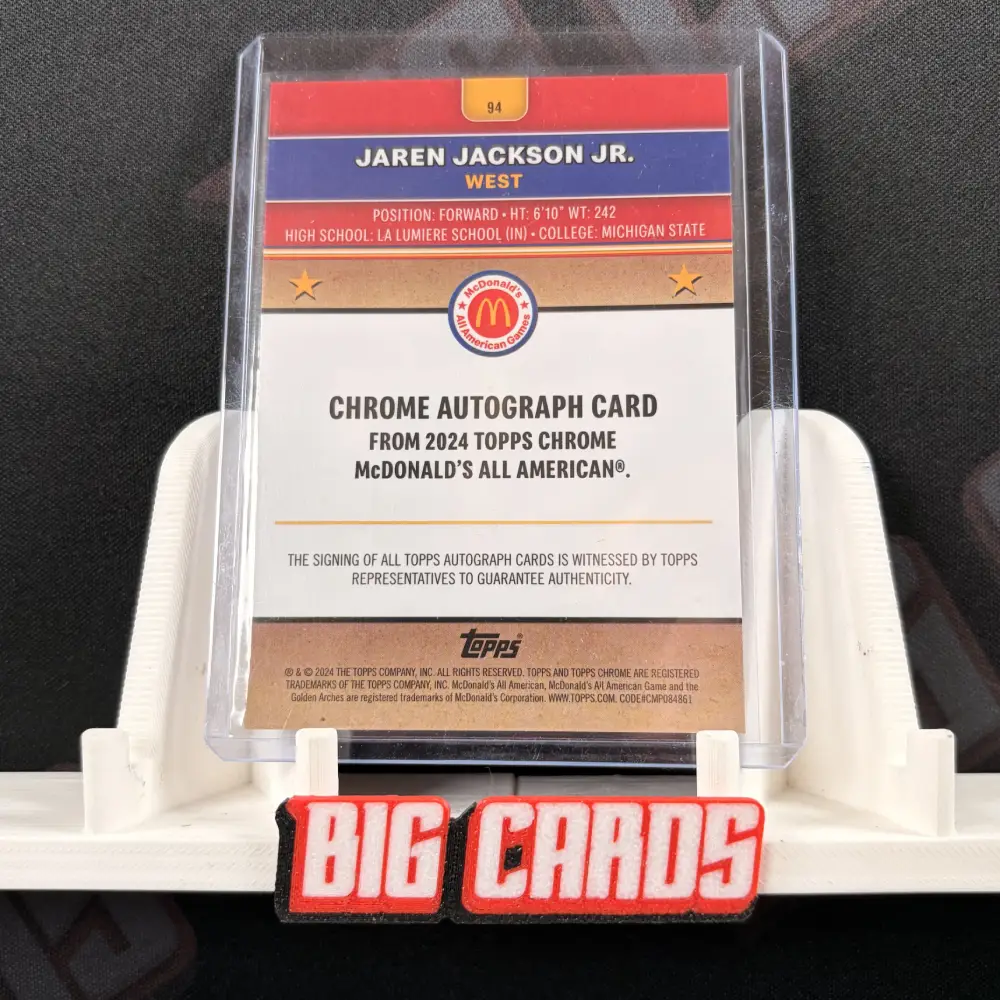 94
JAREN JACKSON JR.
WEST
POSITION: FORWARD • HT: 6'10" WT: 242
HIGH SCHOOL: LA LUMIERE SCHOOL (IN) • COLLEGE: MICHIGAN STATE
McDonald's
All American Games
CHROME AUTOGRAPH CARD
FROM 2024 TOPPS CHROME
McDONALD'S ALL AMERICAN®.
THE SIGNING OF ALL TOPPS AUTOGRAPH CARDS IS WITNESSED BY TOPPS
REPRESENTATIVES TO GUARANTEE AUTHENTICITY.
topps®
® & © 2024 THE TOPPS COMPANY, INC. ALL RIGHTS RESERVED. TOPPS AND TOPPS CHROME ARE REGISTERED
TRADEMARKS OF THE TOPPS COMPANY, INC. McDonald's All American, McDonald's All American Game and the
Golden Arches are registered trademarks of McDonald's Corporation. WWW.TOPPS.COM. CODE#CMP084861
BIG CARDS